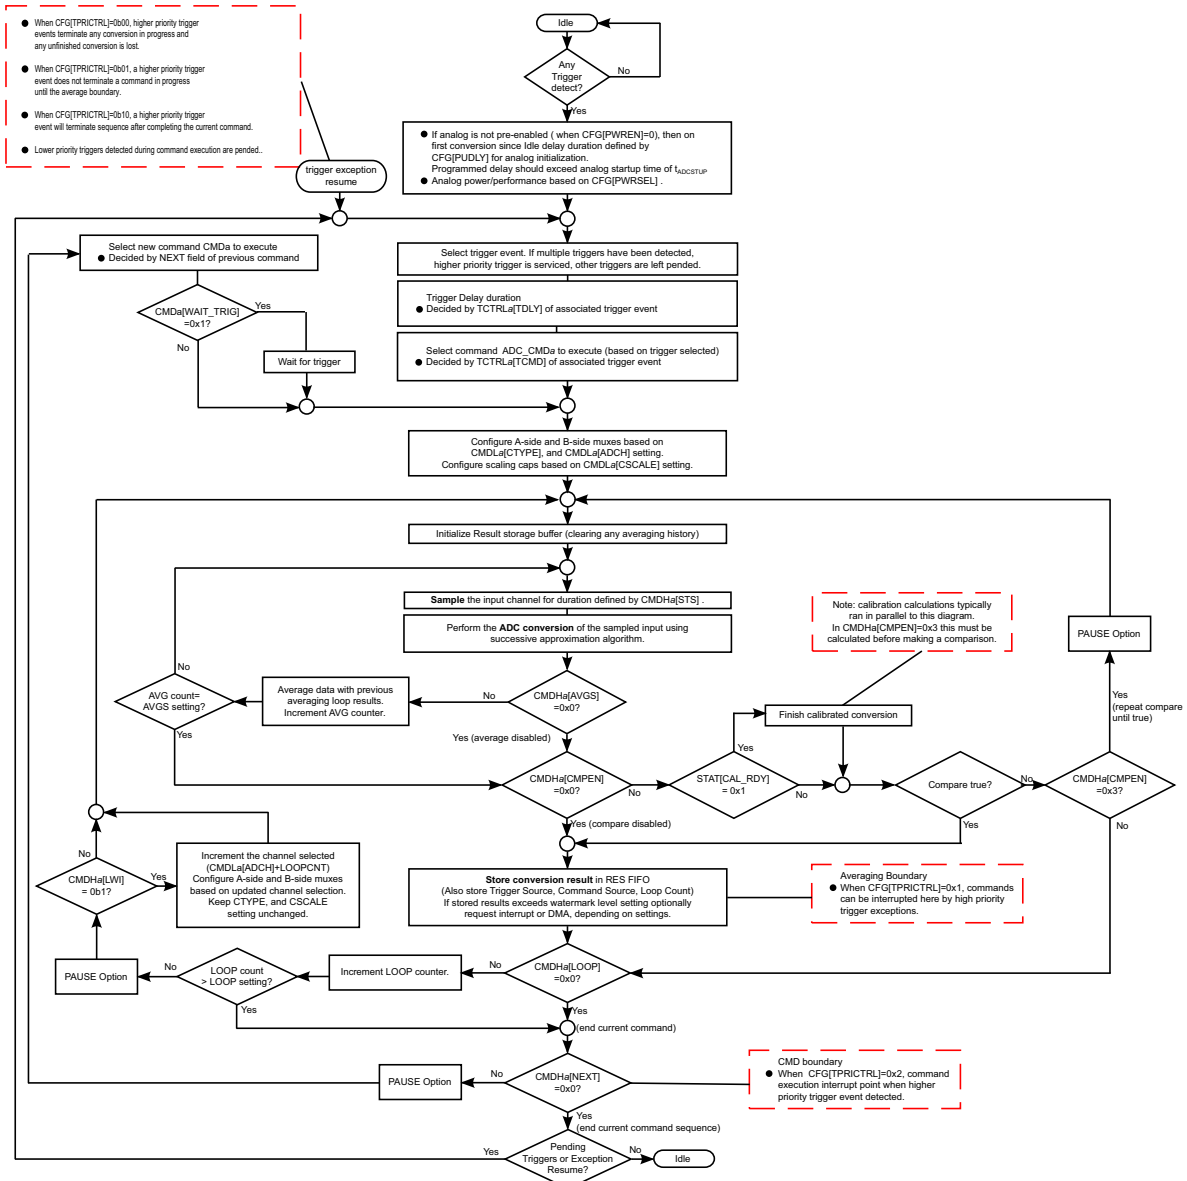 ● When CFG[TPRICTRL]=0b00, higher priority trigger
events terminate any conversion in progress and
any unfinished conversion is lost.
● When CFG[TPRICTRL]=0b01, a higher priority trigger
event does not terminate a command in progress
until the average boundary.
● When CFG[TPRICTRL]=0b10, a higher priority trigger
event will terminate sequence after completing the current command.
● Lower priority triggers detected during command execution are pended..
Idle
Any
Trigger
detect?
No
Yes
● If analog is not pre-enabled ( when CFG[PWREN]=0), then on
first conversion since Idle delay duration defined by
CFG[PUDLY] for analog initialization.
Programmed delay should exceed analog startup time of tADCSTUP
● Analog power/performance based on CFG[PWRSEL] .
trigger exception
resume
Select new command CMDa to execute
● Decided by NEXT field of previous command
Select trigger event. If multiple triggers have been detected,
higher priority trigger is serviced, other triggers are left pended.
Trigger Delay duration
● Decided by TCTRLa[TDLY] of associated trigger event
CMDa[WAIT_TRIG]
=0x1?
Yes
No
Wait for trigger
Select command ADC_CMDa to execute (based on trigger selected)
● Decided by TCTRLa[TCMD] of associated trigger event
Configure A-side and B-side muxes based on
CMDLa[CTYPE], and CMDLa[ADCH] setting.
Configure scaling caps based on CMDLa[CSCALE] setting.
Initialize Result storage buffer (clearing any averaging history)
Sample the input channel for duration defined by CMDHa[STS] .
Perform the ADC conversion of the sampled input using
successive approximation algorithm.
Note: calibration calculations typically
ran in parallel to this diagram.
In CMDHa[CMPEN]=0x3 this must be
calculated before making a comparison.
PAUSE Option
No
AVG count=
AVGS setting?
Yes
Average data with previous
averaging loop results.
Increment AVG counter.
No
CMDHa[AVGS]
=0x0?
Yes (average disabled)
Finish calibrated conversion
Yes
(repeat compare
until true)
CMDHa[CMPEN]
=0x0?
No
Yes (compare disabled)
Yes
STAT[CAL_RDY]
= 0x1
No
Compare true?
No
Yes
CMDHa[CMPEN]
=0x3?
No
No
CMDHa[LWI]
= 0b1?
Yes
Increment the channel selected
(CMDLa[ADCH]+LOOPCNT)
Configure A-side and B-side muxes
based on updated channel selection.
Keep CTYPE, and CSCALE
setting unchanged.
Store conversion result in RES FIFO
(Also store Trigger Source, Command Source, Loop Count)
If stored results exceeds watermark level setting optionally
request interrupt or DMA, depending on settings.
Averaging Boundary
● When CFG[TPRICTRL]=0x1, commands
can be interrupted here by high priority
trigger exceptions.
PAUSE Option
No
LOOP count
> LOOP setting?
Yes
Increment LOOP counter.
No
CMDHa[LOOP]
=0x0?
Yes
(end current command)
PAUSE Option
No
CMDHa[NEXT]
=0x0?
Yes
(end current command sequence)
CMD boundary
● When CFG[TPRICTRL]=0x2, command
execution interrupt point when higher
priority trigger event detected.
Yes
Pending
Triggers or Exception
Resume?
No
Idle